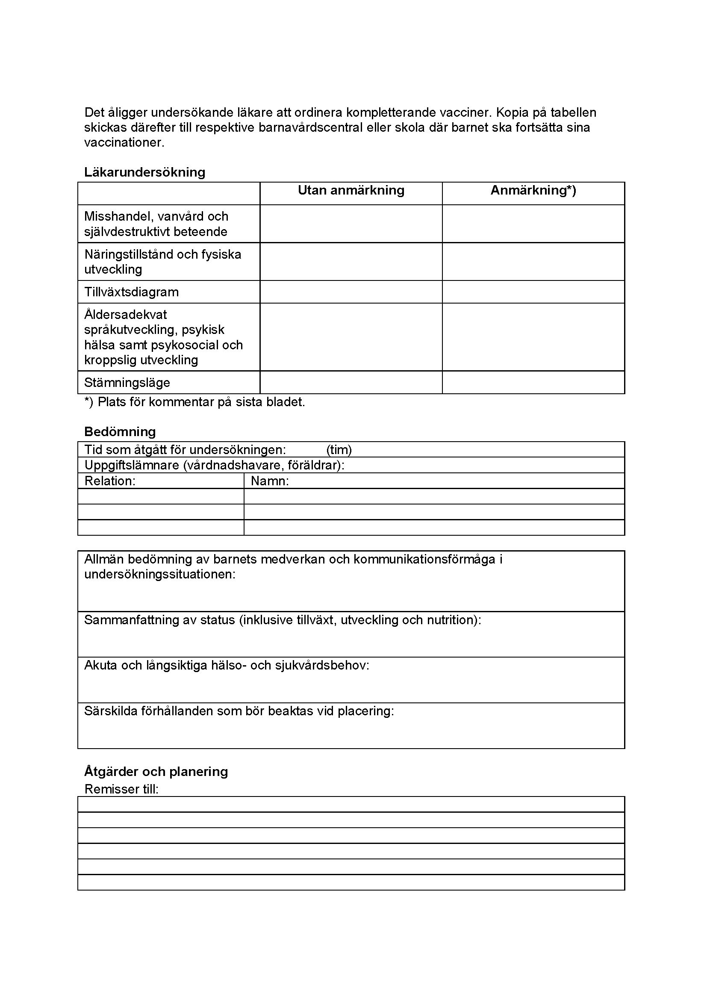 Det åligger undersökande läkare att ordinera kompletterande vacciner. Kopia på tabellen
skickas därefter till respektive barnavårdscentral eller skola där barnet ska fortsätta sina
vaccinationer.
Läkarundersökning
Utan anmärkning
Anmärkning*)
Misshandel, vanvård och
självdestruktivt beteende
Näringstillstånd och fysiska
utveckling
Tillväxtsdiagram
Åldersadekvat
språkutveckling, psykisk
hälsa samt psykosocial och
kroppslig utveckling
Stämningsläge
*) Plats för kommentar på sista bladet.
Bedömning
Tid som åtgått för undersökningen: (tim)
Uppgiftslämnare (vårdnadshavare, föräldrar):
Relation:
Namn:
Allmän bedömning av barnets medverkan och kommunikationsförmåga i
undersökningssituationen:
Sammanfattning av status (inklusive tillväxt, utveckling och nutrition):
Akuta och långsiktiga hälso- och sjukvårdsbehov:
Särskilda förhållanden som bör beaktas vid placering:
Åtgärder och planering
Remisser till: